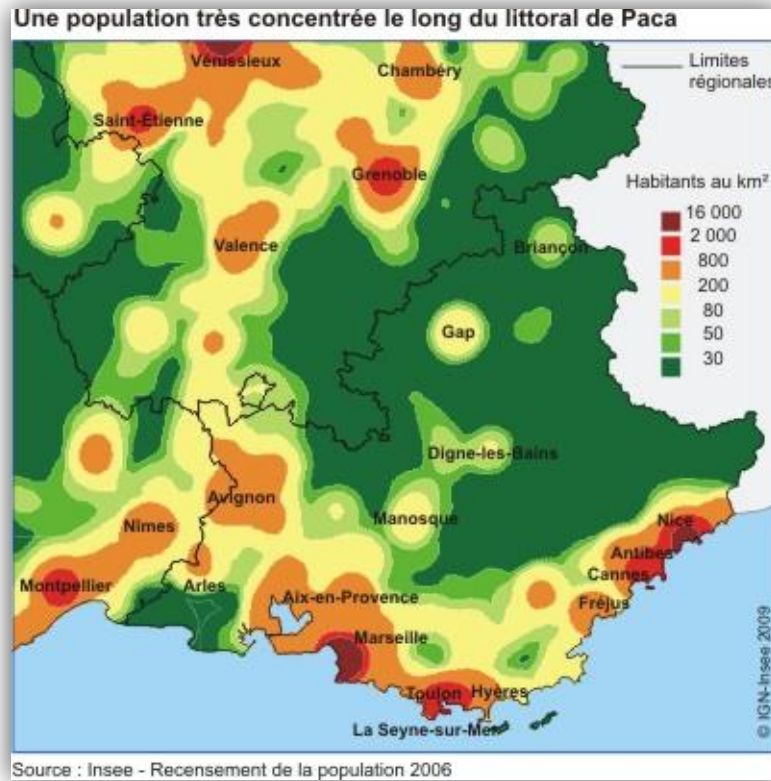 Une population très concentrée le long du littoral de Paca
Vénissieux
Chambéry
Limites
régionales
Saint-Étienne
Grenoble
Habitants au km²
16 000
2 000
800
200
80
50
30
Valence
Briançon
Gap
Digne-les-Bains
Avignon
Manosque
Nîmes
Nice
Antibes
Cannes
Montpellier
Arles
Aix-en-Provence
Fréjus
Marseille
Toulon
Hyères
La Seyne-sur-Mer
© IGN-Insee 2009
Source : Insee - Recensement de la population 2006